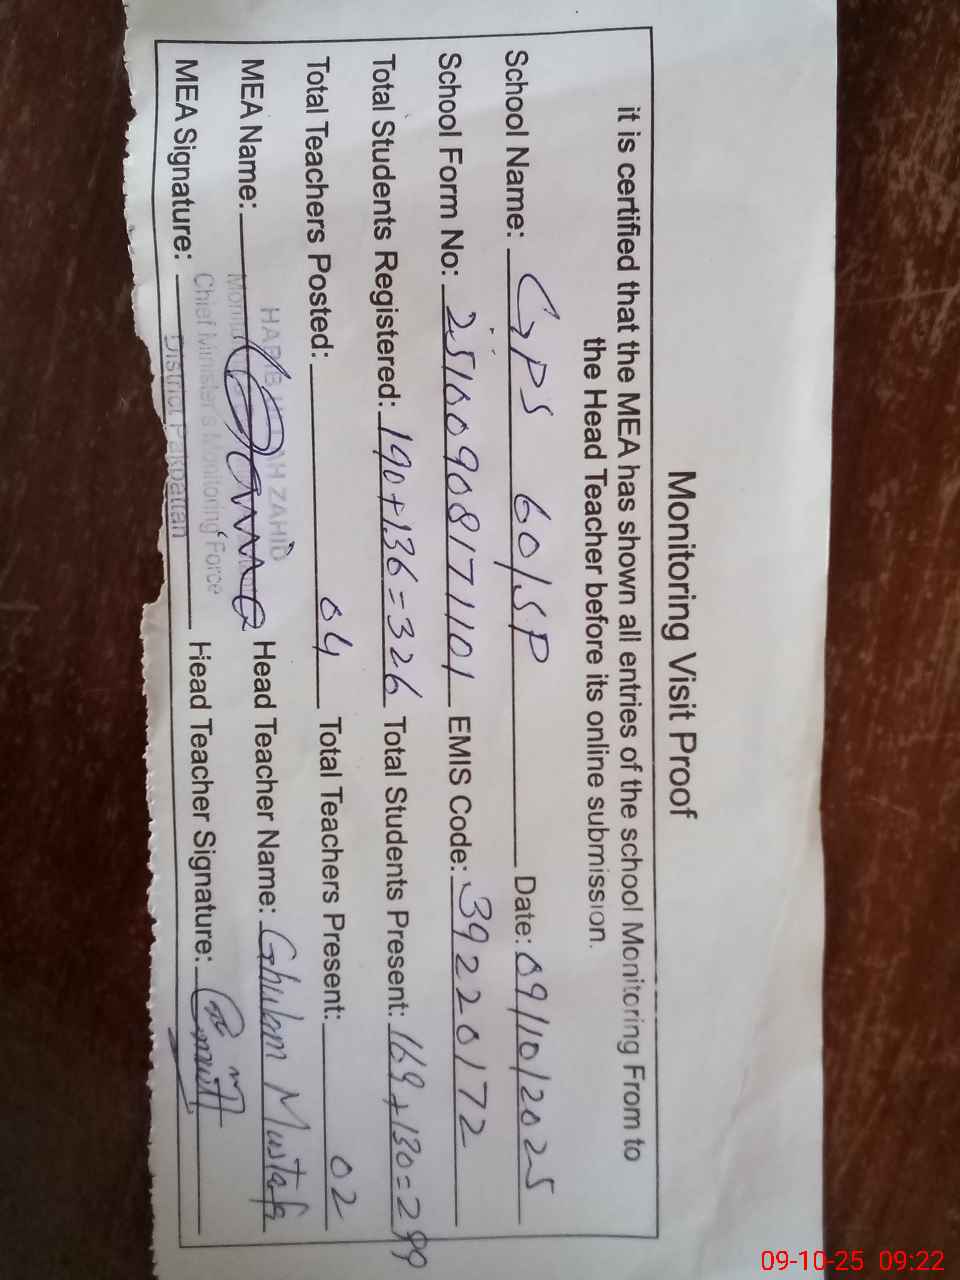 Monitoring Visit Proof
it is certified that the MEA has shown all entries of the school Monitoring From to
the Head Teacher before its online submission.
School Name: GPS 60/SP Date: 09/10/2025
School Form No: 25100908171101 EMIS Code: 39220172
Total Students Registered: 190+136=326 Total Students Present: 169+130=299
Total Teachers Posted: 04 Total Teachers Present: 02
MEA Name: Head Teacher Name: Ghulam Mustafa
HABIB ZAHID
Chief Minister's Monitoring Force
District Pakpattan
MEA Signature: Head Teacher Signature:
09-10-25 09:22